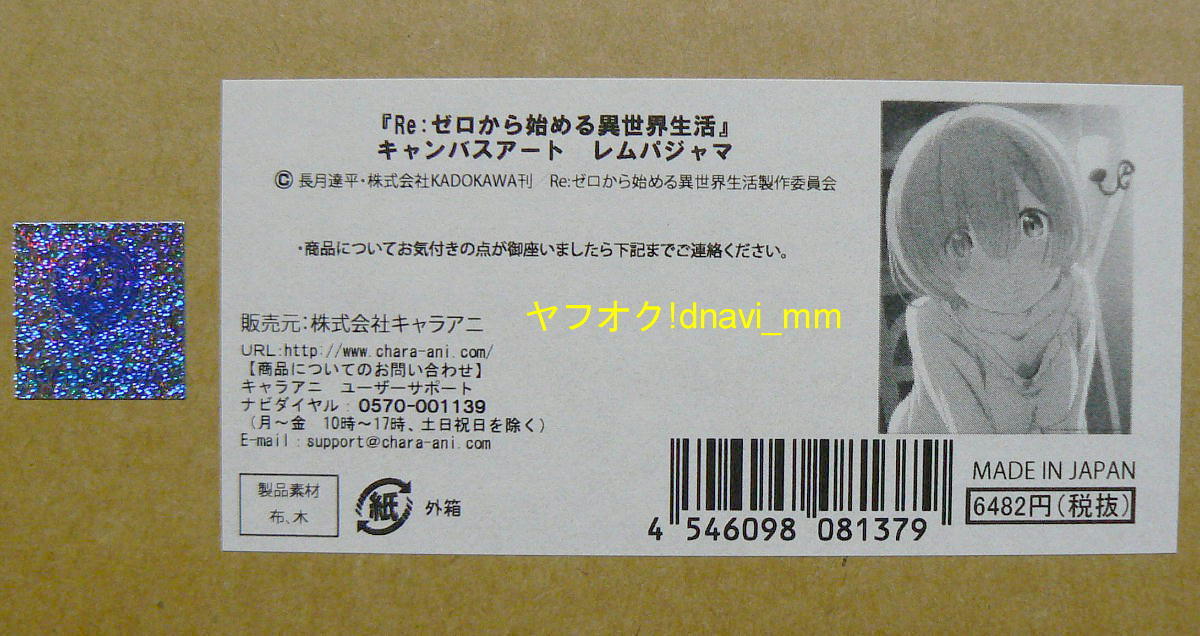 『Re:ゼロから始める異世界生活』
キャンバスアート　レムパジャマ
© 長月達平・株式会社KADOKAWA刊／Re:ゼロから始める異世界生活製作委員会
・商品についてお気付きの点が御座いましたら下記までご連絡ください。
ヤフオク!dnavi_mm
販売元:株式会社キャラアニ
URL:http://www.chara-ani.com/
【商品についてのお問い合わせ】
キャラアニ　ユーザーサポート
ナビダイヤル：0570-001139
（月～金　10時～17時、土日祝日を除く）
E-mail：support@chara-ani.com
製品素材
布、木
紙
外箱
4 546098 081379
MADE IN JAPAN
6482円(税抜)